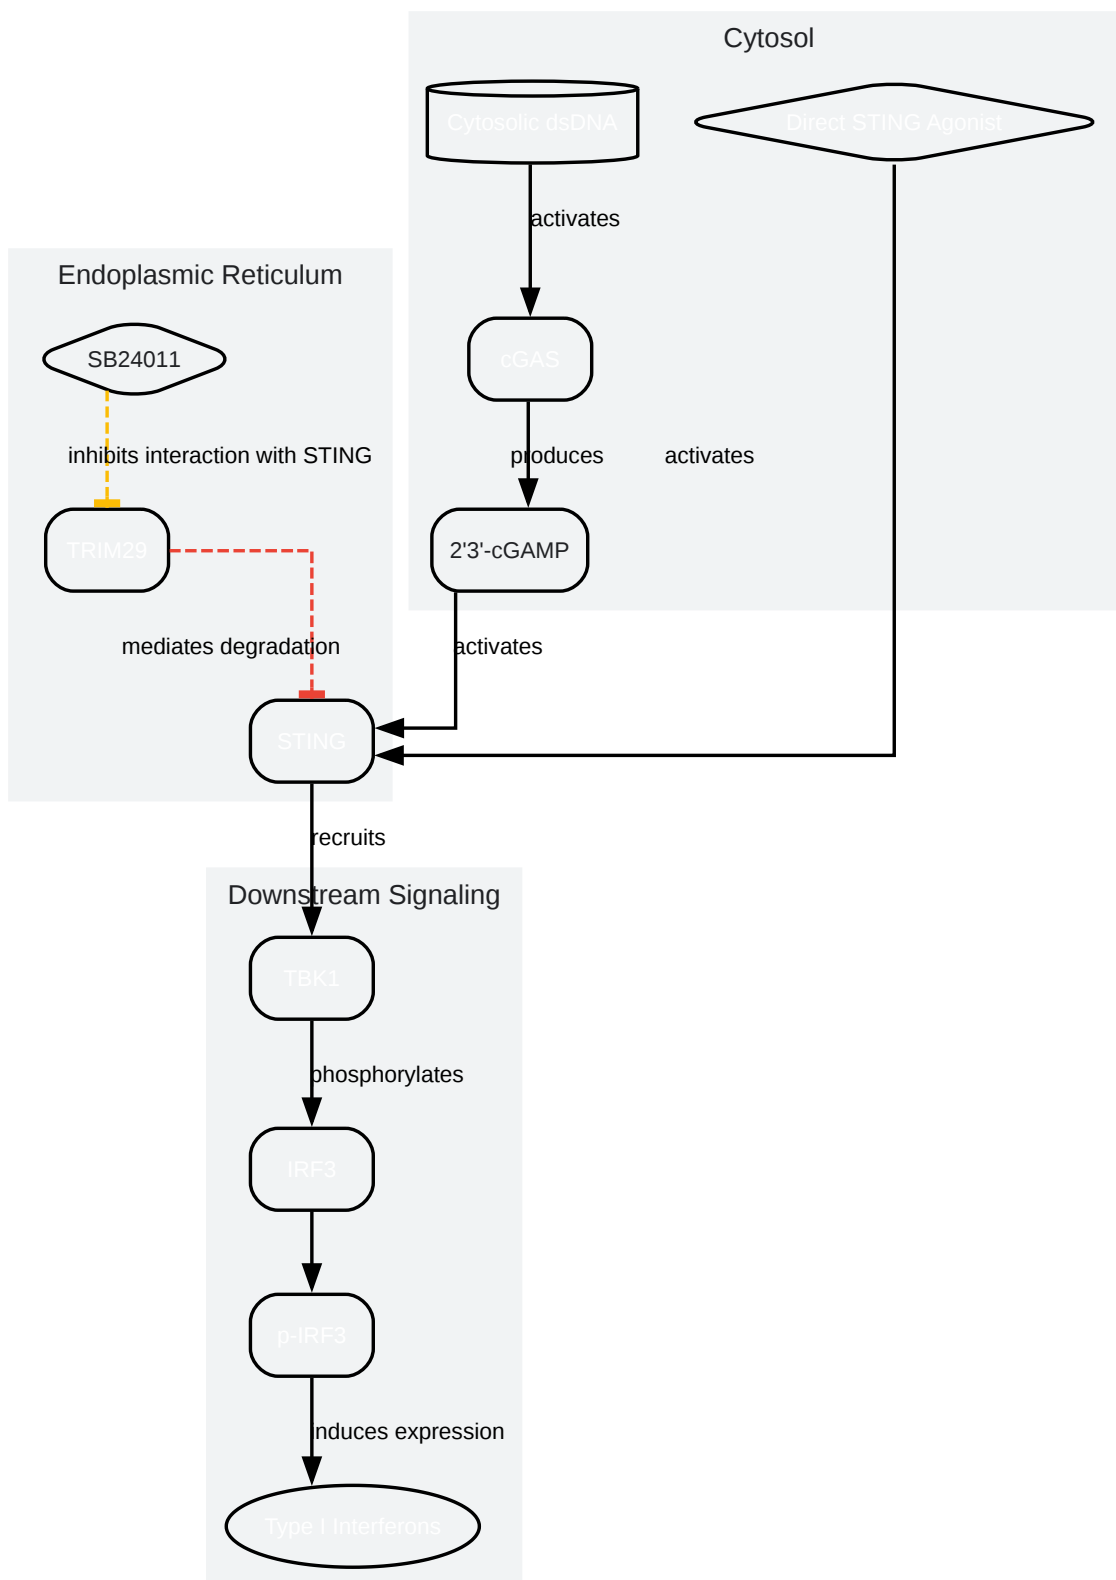 Cytosol
Cytosolic dsDNA
Direct STING Agonist
activates
Endoplasmic Reticulum
SB24011
cGAS
inhibits interaction with STING
produces
activates
TRIM29
2'3'-cGAMP
mediates degradation
activates
STING
recruits
Downstream Signaling
TBK1
phosphorylates
IRF3
p-IRF3
induces expression
Type I Interferons